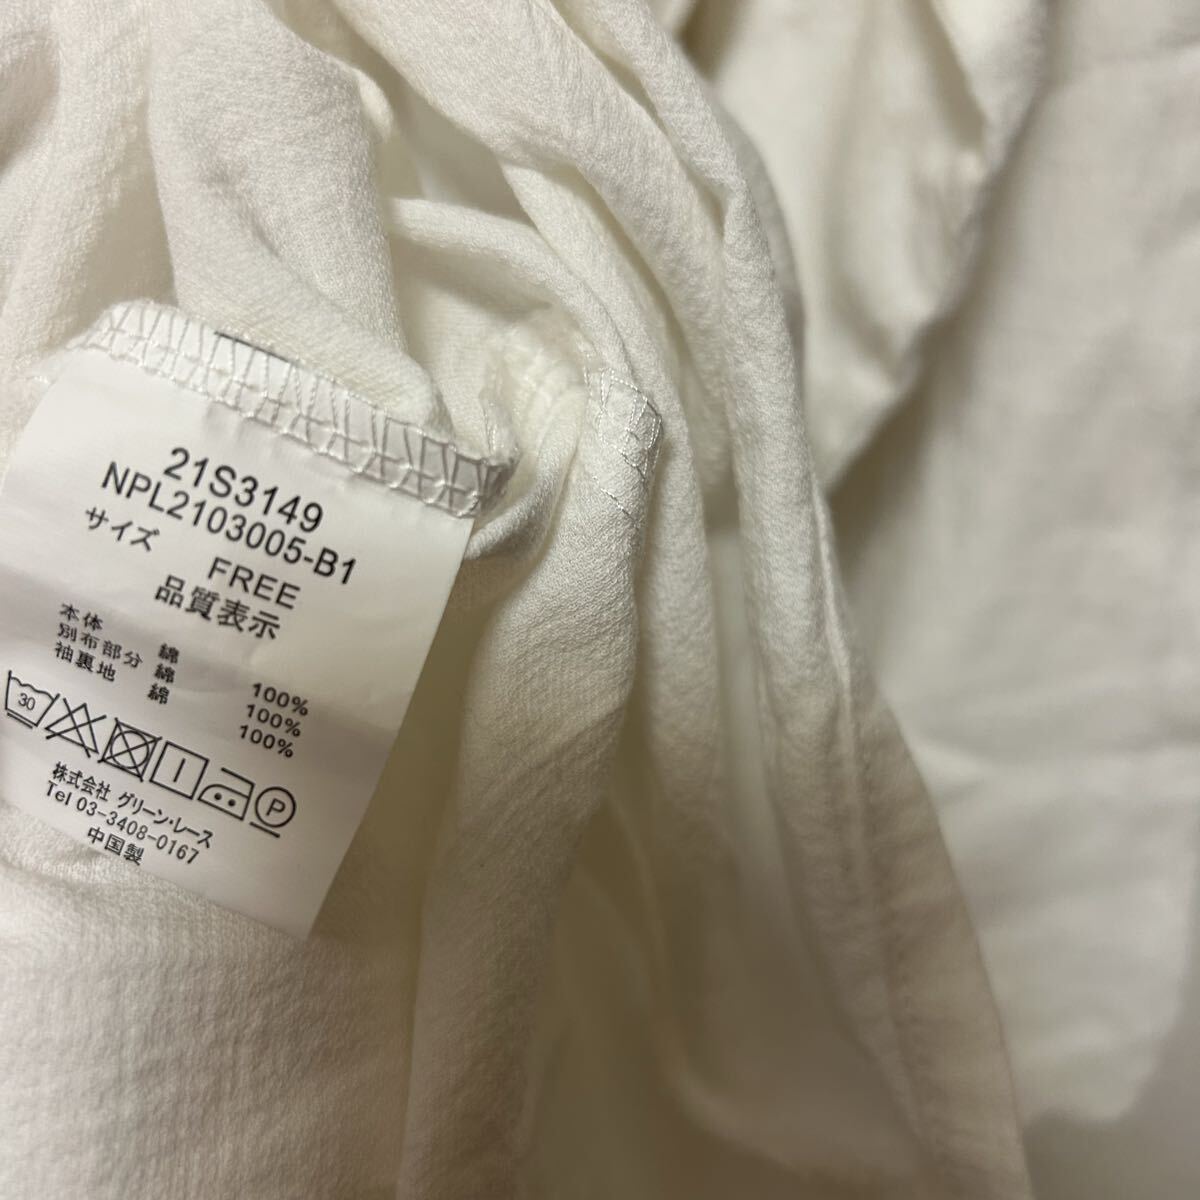 21S3149
NPL2103005-B1
サイズ FREE
品質表示
本体 綿 100%
別布部分 綿 100%
袖裏地 綿 100%
30 P
株式会社 グリーン・レース
Tel 03-3408-0167
中国製